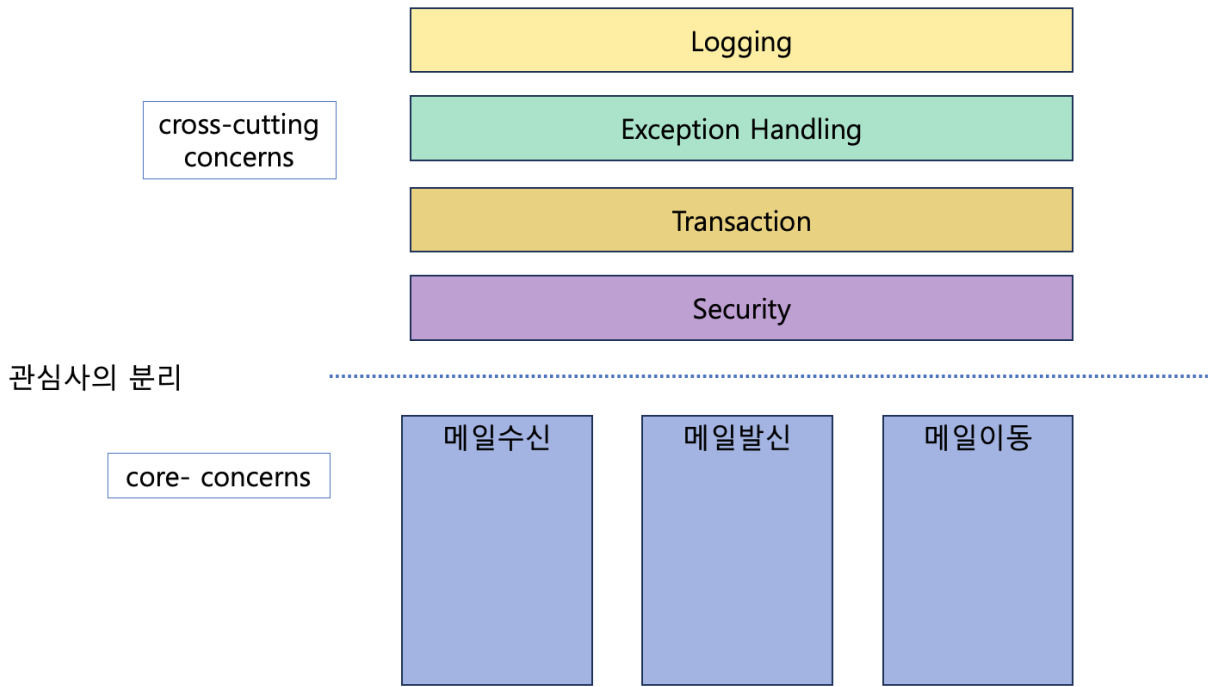 Logging
cross-cutting
concerns
Exception Handling
Transaction
Security
관심사의 분리
메일수신
메일발신
메일이동
core- concerns